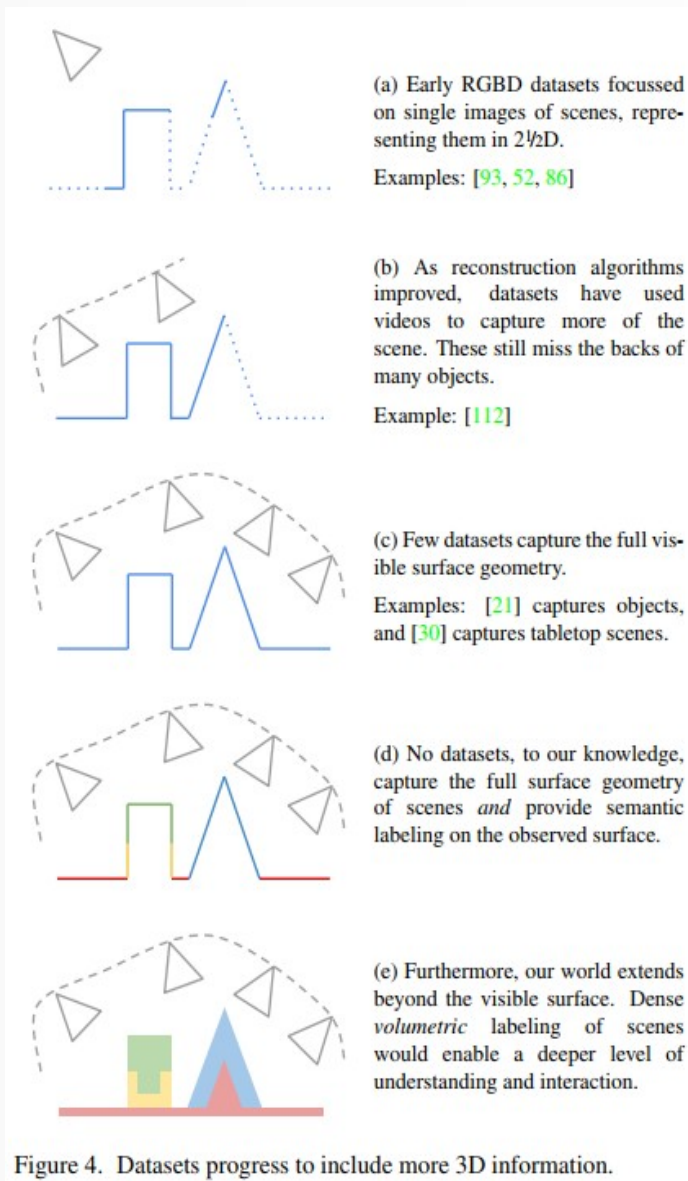 (a) Early RGBD datasets focussed
on single images of scenes, repre-
senting them in 2½D.
Examples: [93, 52, 86]
(b) As reconstruction algorithms
improved, datasets have used
videos to capture more of the
scene. These still miss the backs of
many objects.
Example: [112]
(c) Few datasets capture the full vis-
ible surface geometry.
Examples: [21] captures objects,
and [30] captures tabletop scenes.
(d) No datasets, to our knowledge,
capture the full surface geometry
of scenes and provide semantic
labeling on the observed surface.
(e) Furthermore, our world extends
beyond the visible surface. Dense
volumetric labeling of scenes
would enable a deeper level of
understanding and interaction.
Figure 4. Datasets progress to include more 3D information.